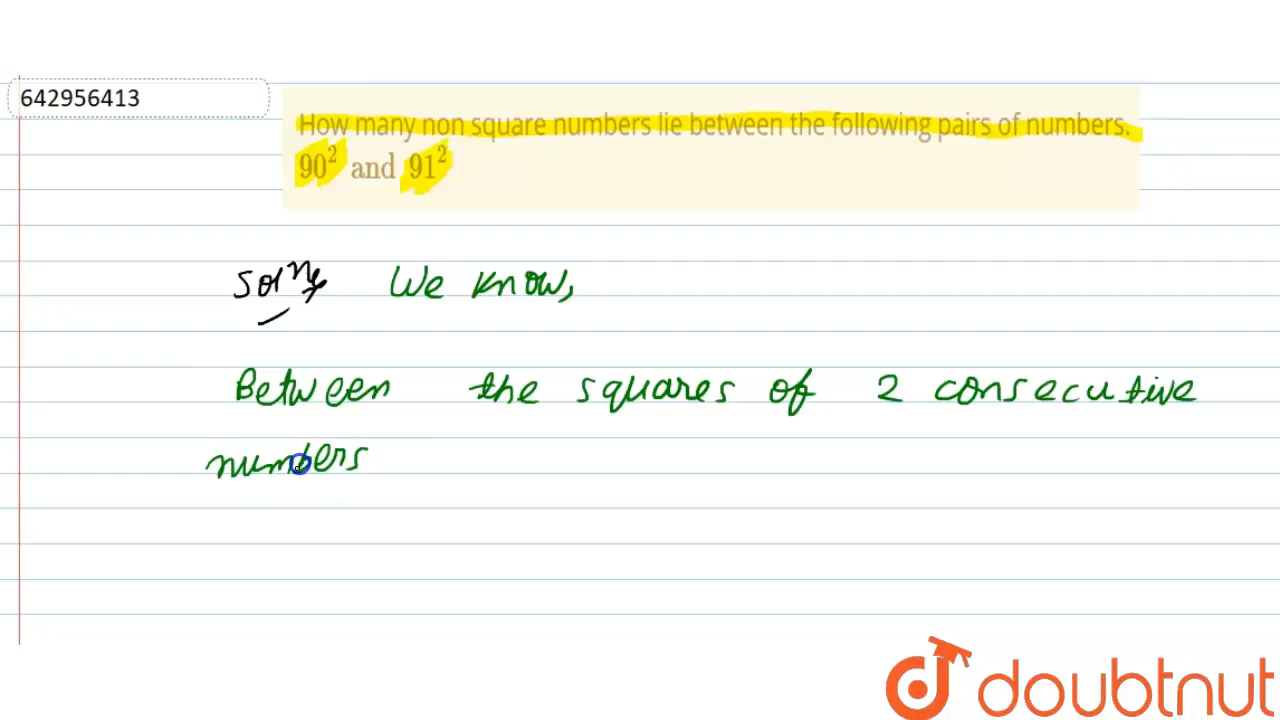 642956413
How many non square numbers lie between the following pairs of numbers.
90² and 91²
Solⁿ We know,
Between the squares of 2 consecutive
numbers
doubtnut